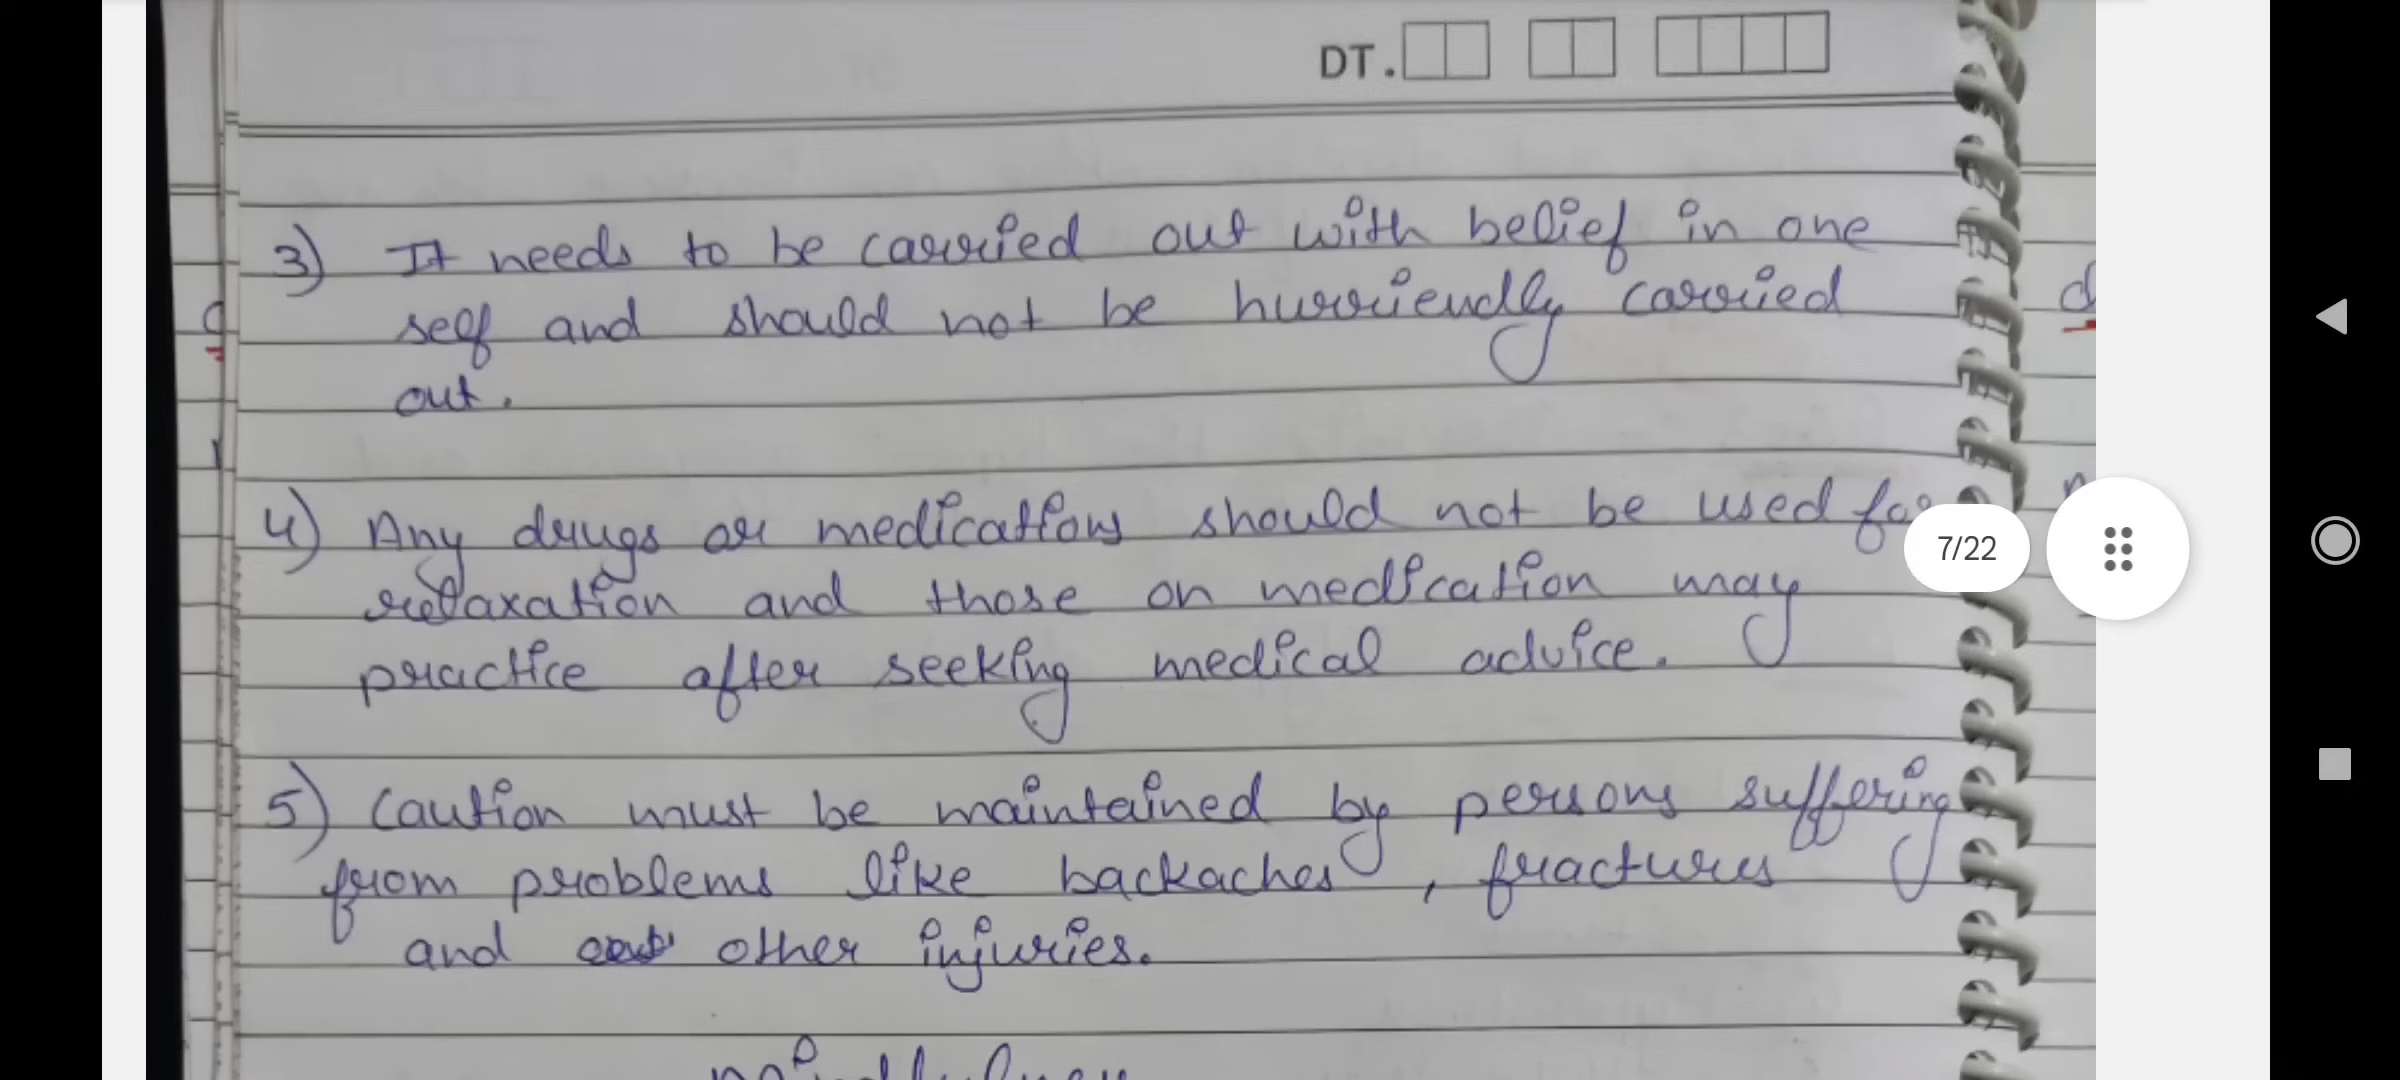 DT.
3) It needs to be carried out with belief in one
self and should not be hurriendly carried
out.
4) Any drugs or medications should not be used for
7/22
relaxation and those on medication may
practice after seeking medical advice.
5) Caution must be maintained by persons suffering
from problems like backaches, fractures
and other injuries.